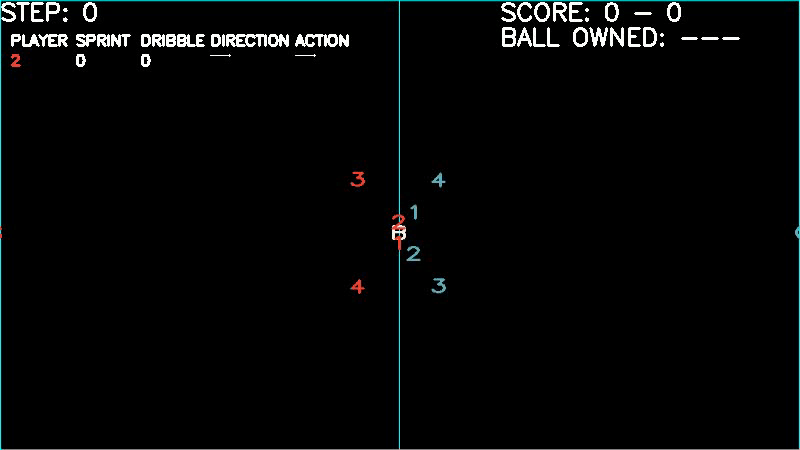 STEP: 0
SCORE: 0 - 0
PLAYER SPRINT DRIBBLE DIRECTION ACTION
BALL OWNED: ---
2 0 0
3 4
1
2
B
1
2
4 3